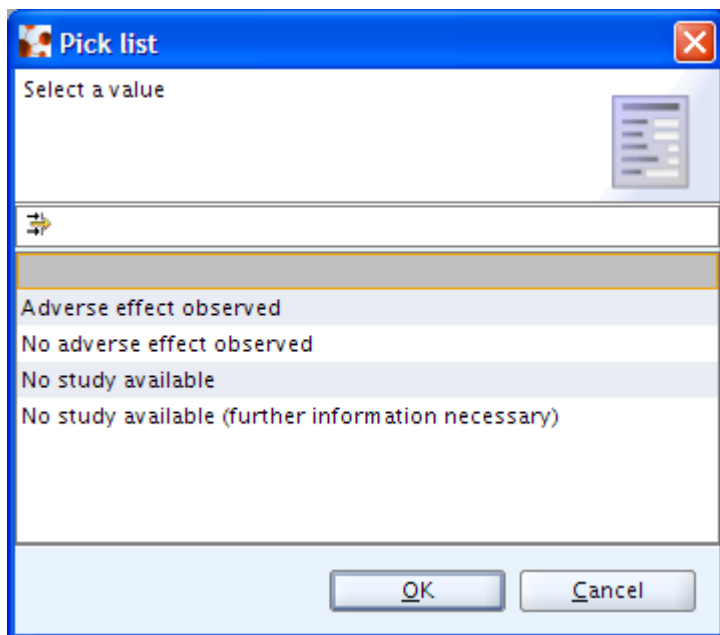 Pick list
Select a value
Adverse effect observed
No adverse effect observed
No study available
No study available (further information necessary)
OK
Cancel